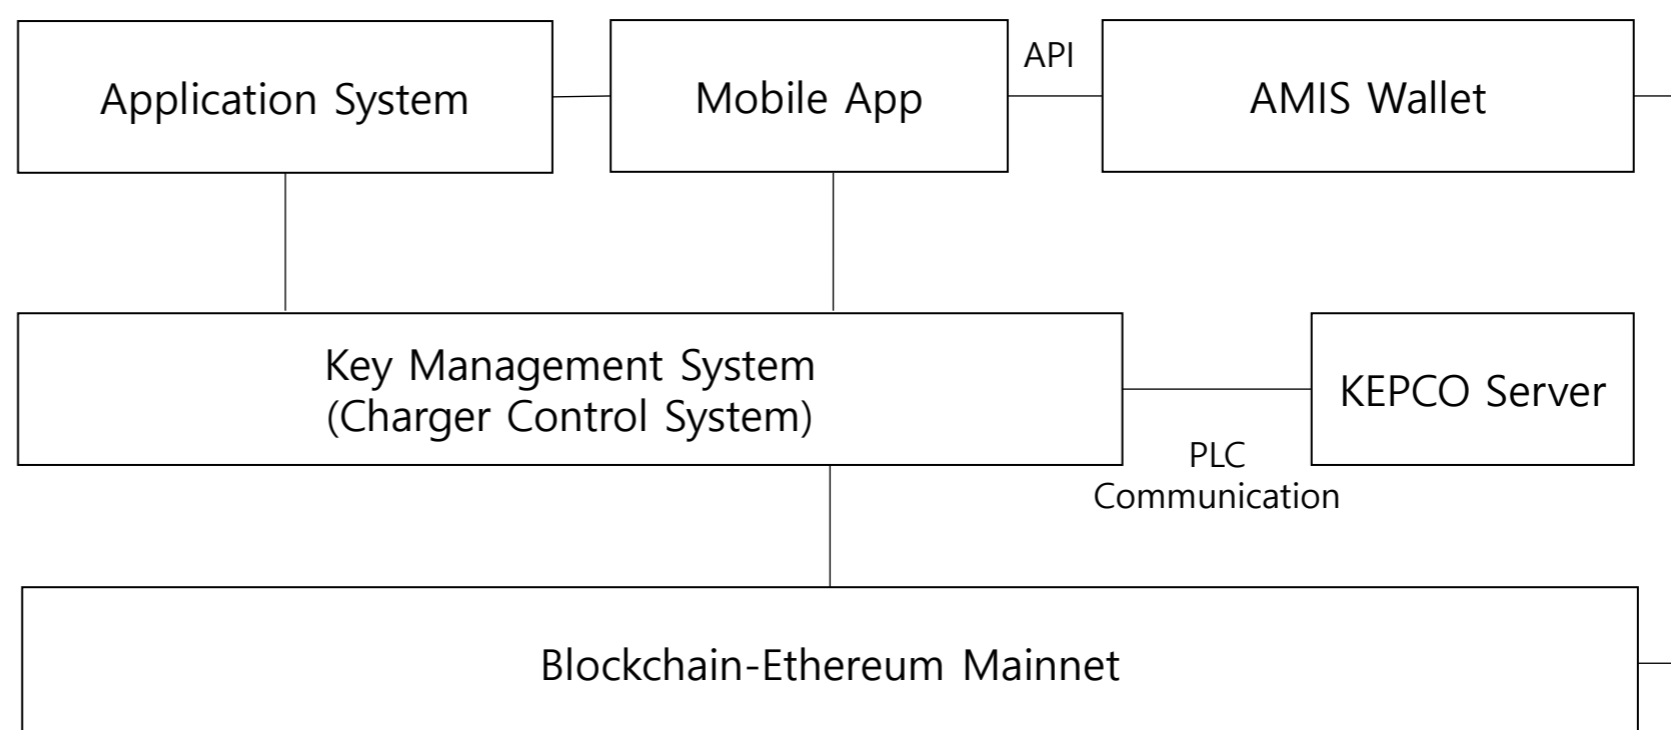 Application System
Mobile App
API
AMIS Wallet
Key Management System
(Charger Control System)
KEPCO Server
PLC
Communication
Blockchain-Ethereum Mainnet